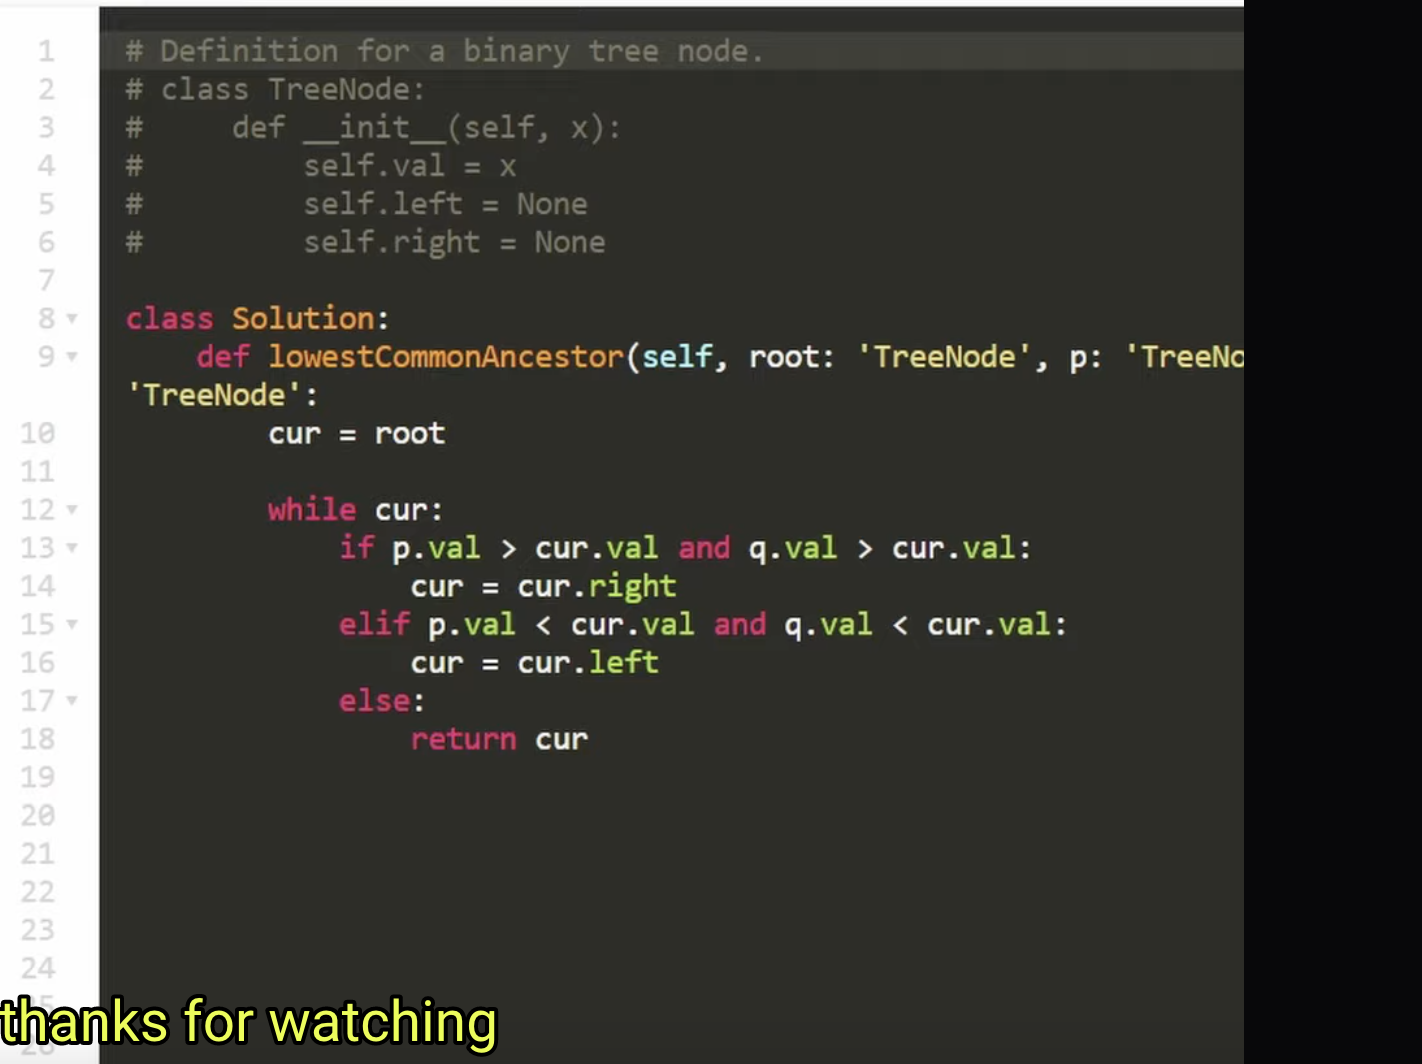 1 # Definition for a binary tree node.
2 # class TreeNode:
3 #     def __init__(self, x):
4 #         self.val = x
5 #         self.left = None
6 #         self.right = None
7
8 class Solution:
9     def lowestCommonAncestor(self, root: 'TreeNode', p: 'TreeNo
'TreeNode':
10         cur = root
11
12         while cur:
13             if p.val > cur.val and q.val > cur.val:
14                 cur = cur.right
15             elif p.val < cur.val and q.val < cur.val:
16                 cur = cur.left
17             else:
18                 return cur
19
20
21
22
23
24
thanks for watching